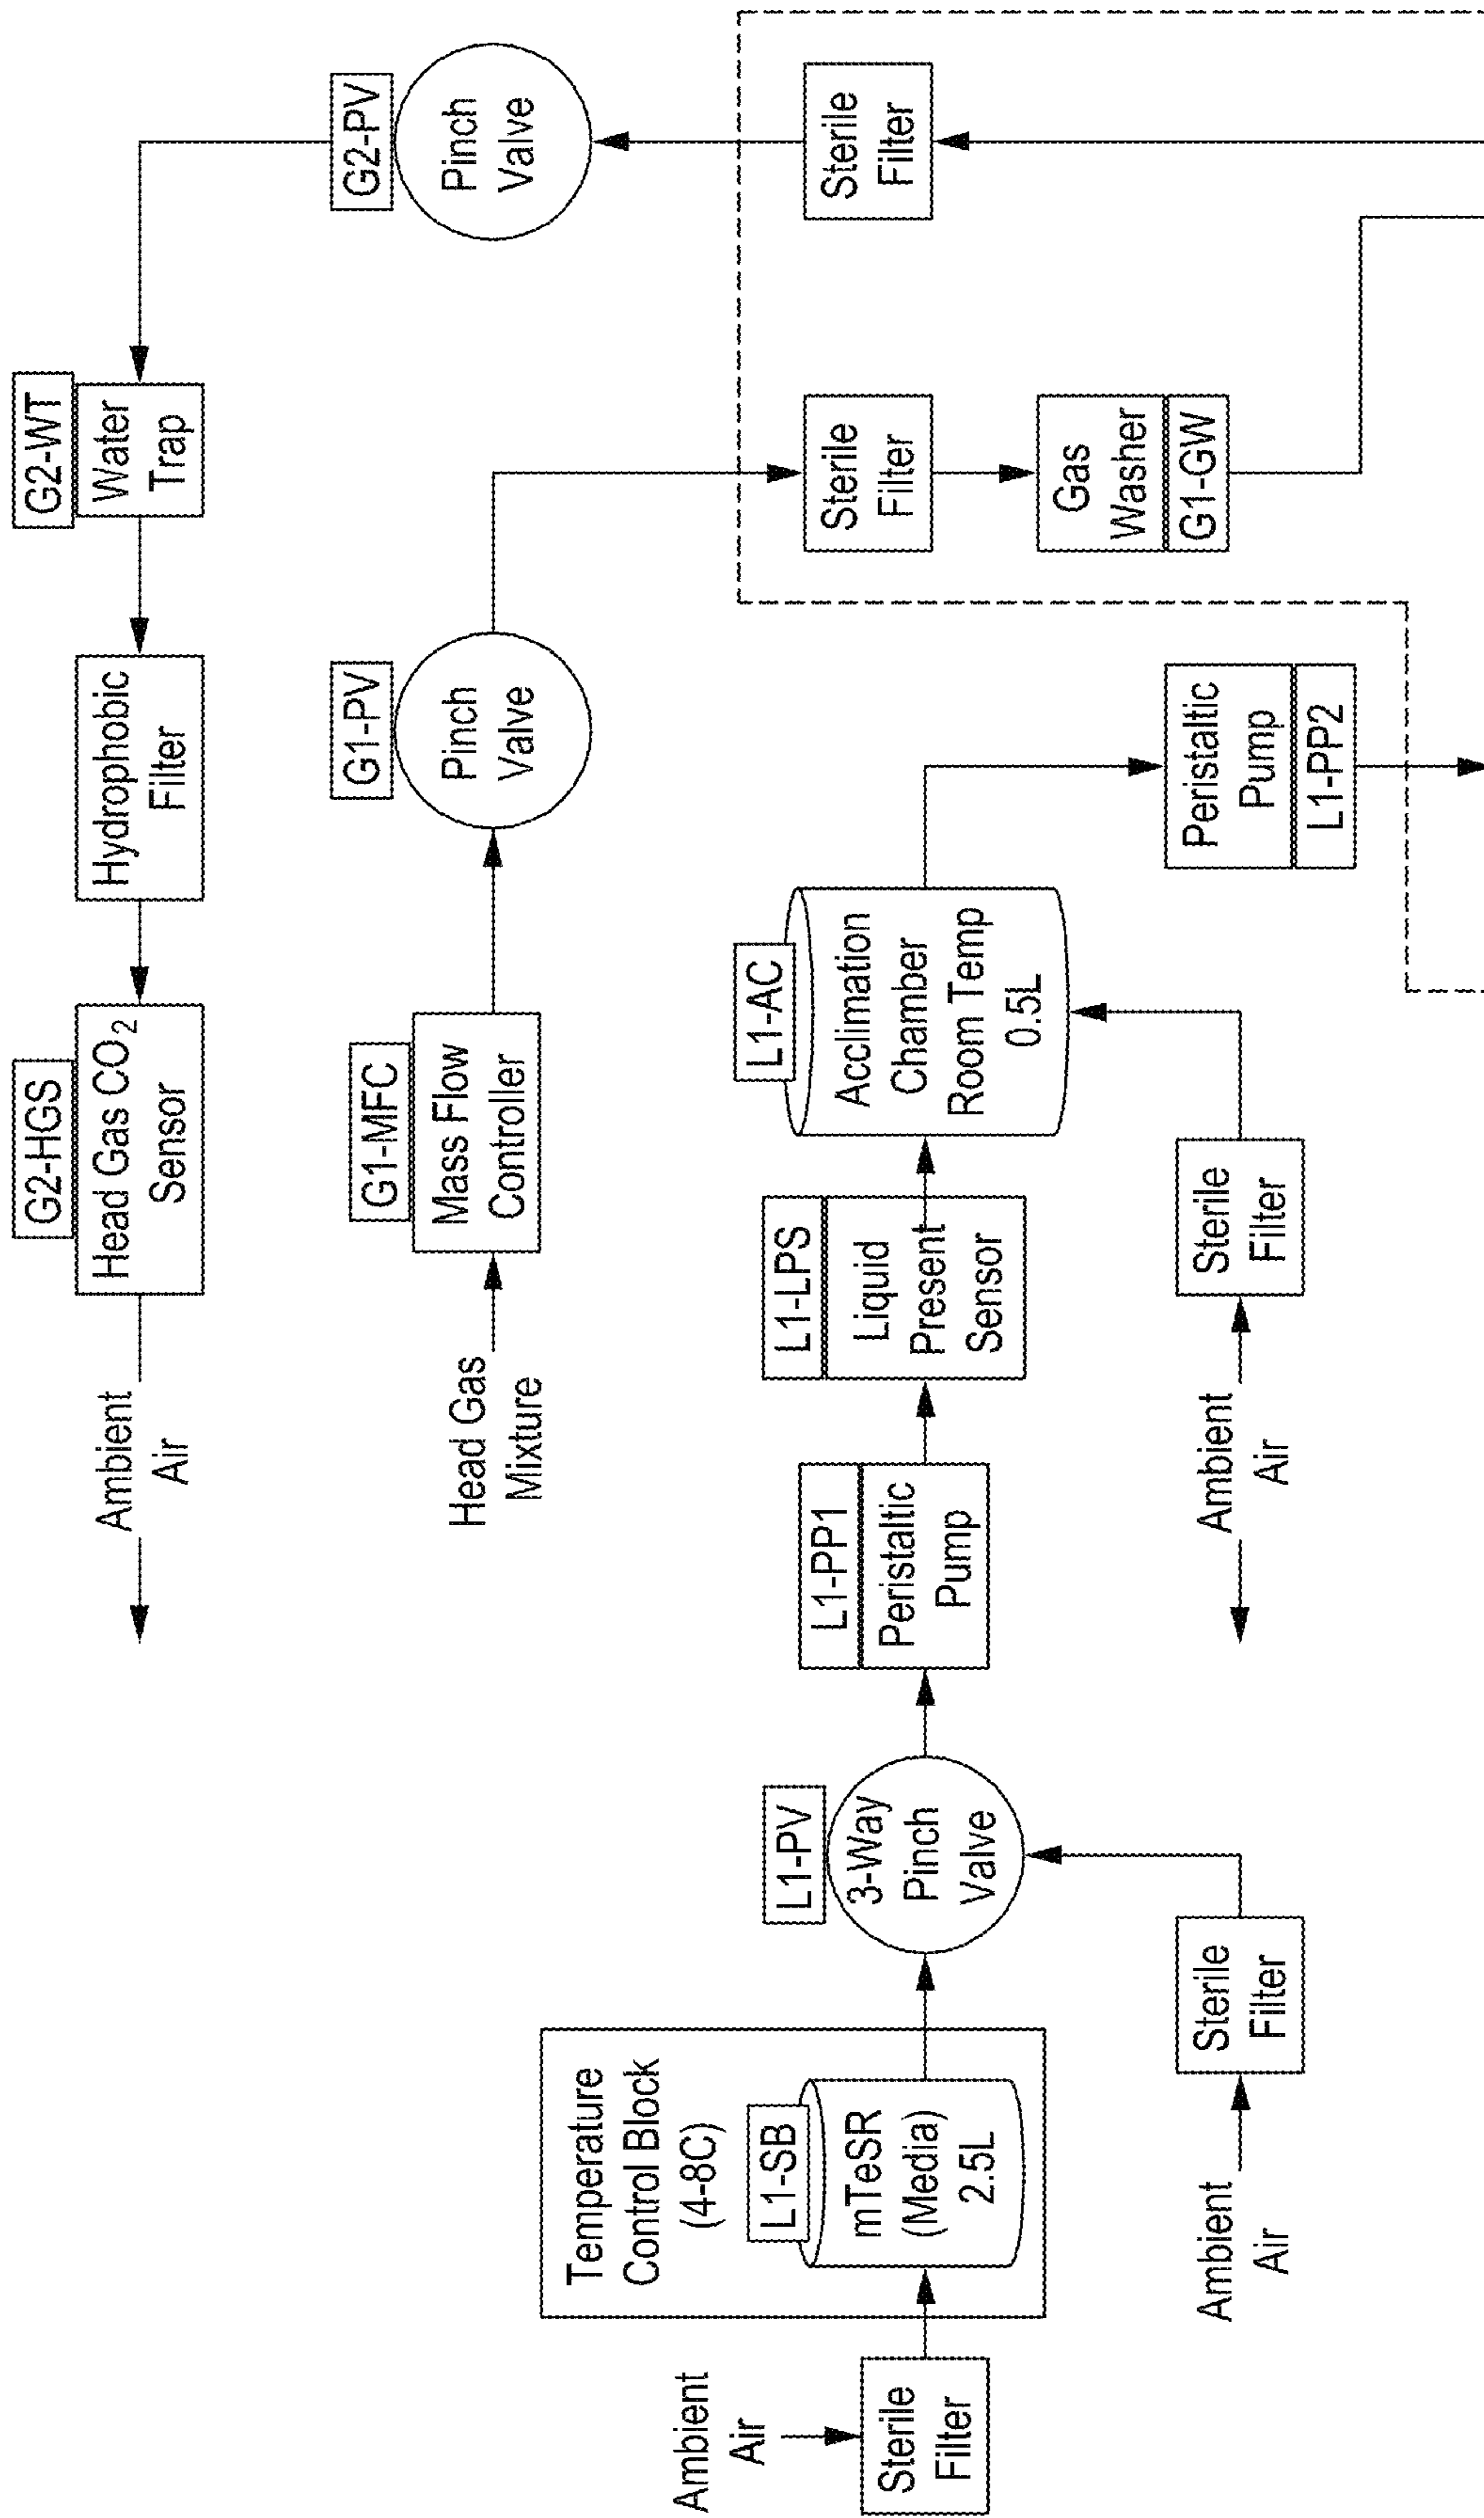 Ambient
Air
G2-HGS
Head Gas CO₂
Sensor
Hydrophobic
Filter
G2-WT
Water
Trap
Head Gas
Mixture
G1-MFC
Mass Flow
Controller
G1-PV
Pinch
Valve
G2-PV
Pinch
Valve
Temperature
Control Block
(4-8C)
L1-SB
mTeSR
(Media)
2.5L
Ambient
Air
Sterile
Filter
L1-PV
3-Way
Pinch
Valve
L1-PP1
Peristaltic
Pump
L1-LPS
Liquid
Present
Sensor
L1-AC
Acclimation
Chamber
Room Temp
0.5L
Sterile
Filter
Sterile
Filter
Gas
Washer
G1-GW
Peristaltic
Pump
L1-PP2
Ambient
Air
Sterile
Filter
Ambient
Air
Sterile
Filter